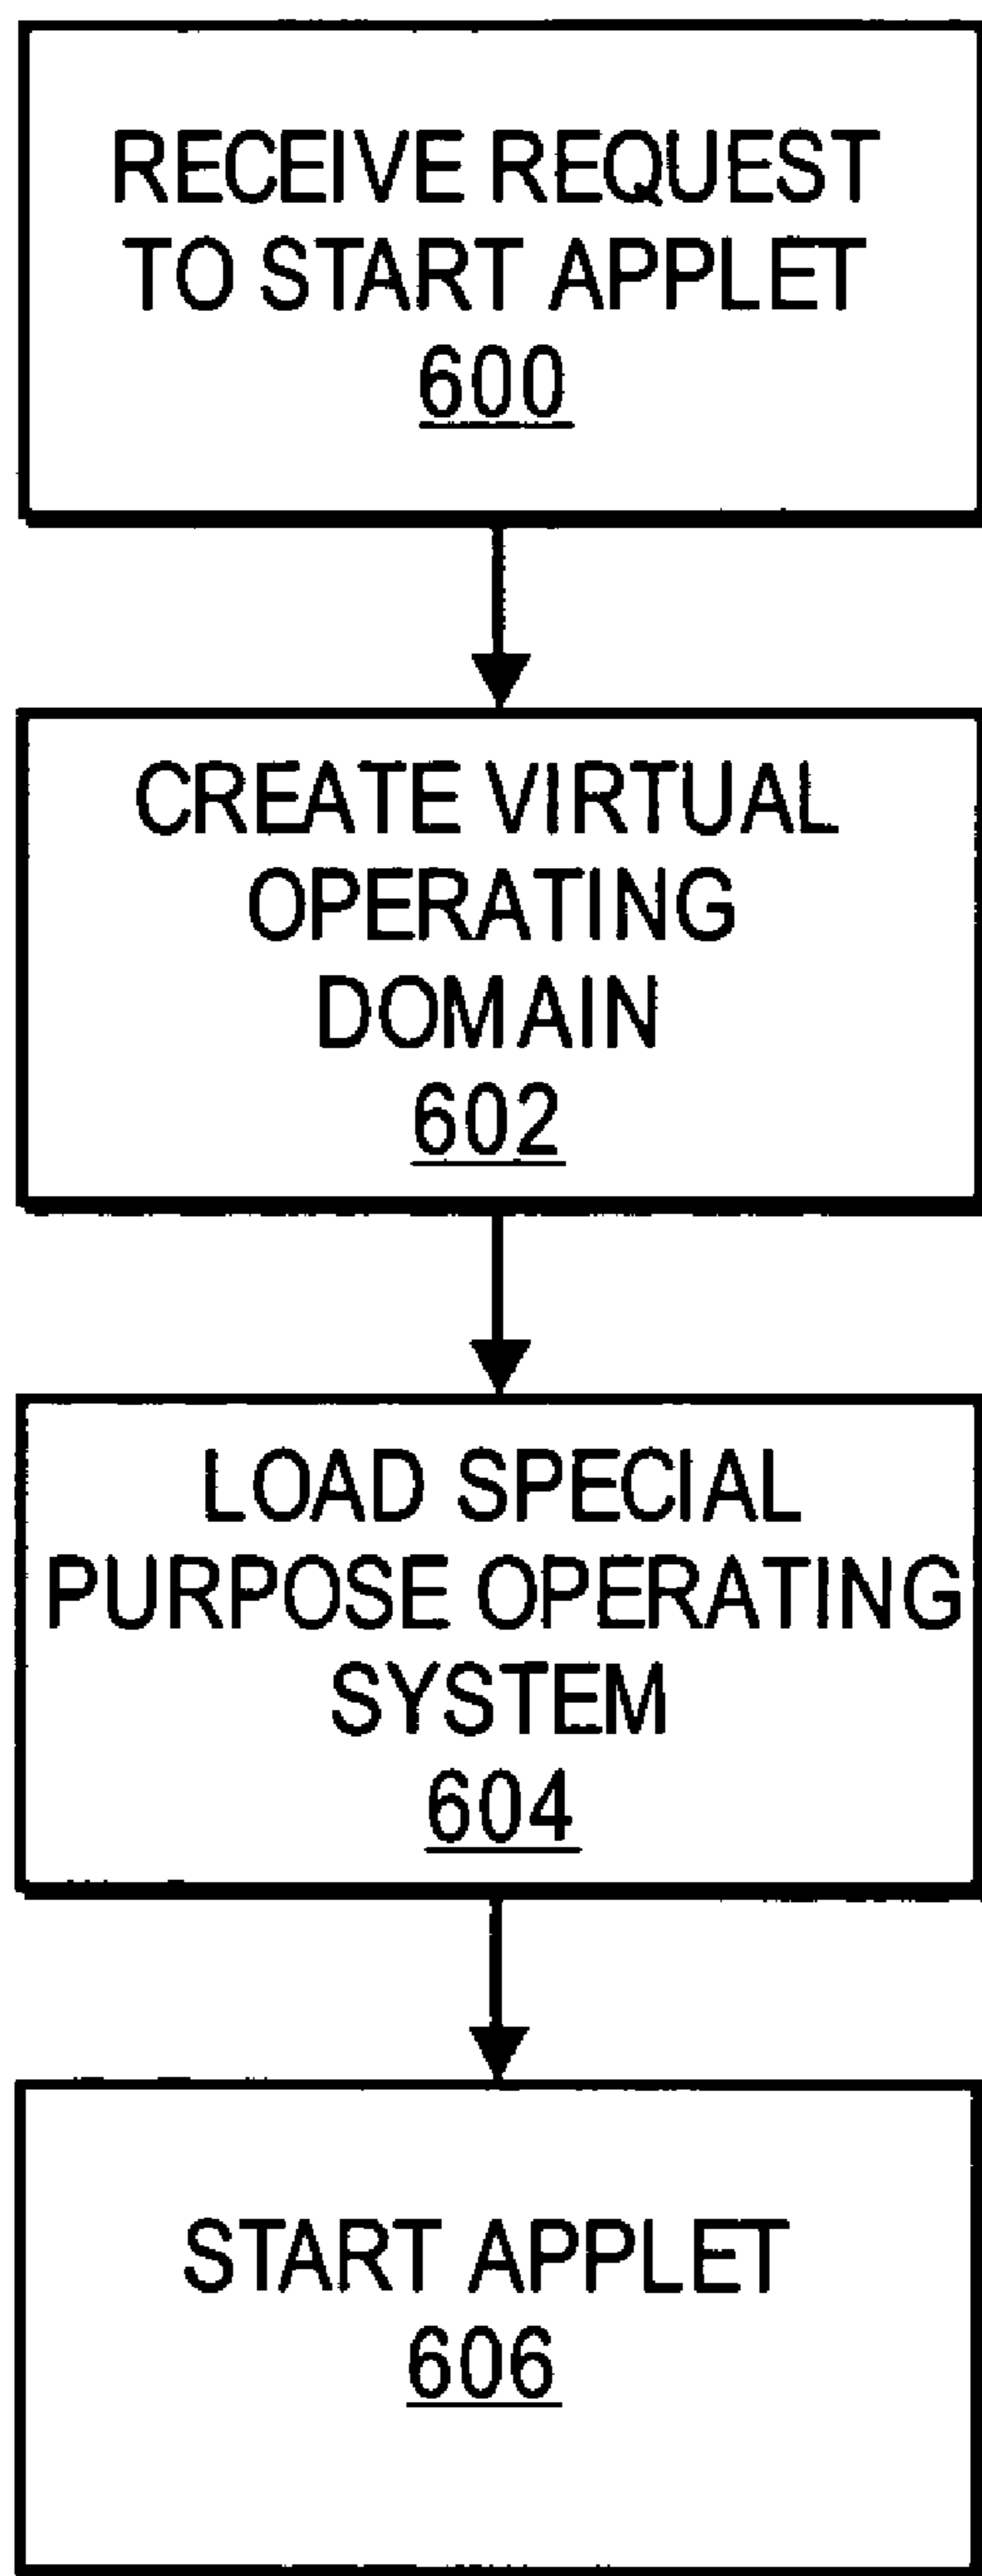 RECEIVE REQUEST
TO START APPLET
600
CREATE VIRTUAL
OPERATING
DOMAIN
602
LOAD SPECIAL
PURPOSE OPERATING
SYSTEM
604
START APPLET
606